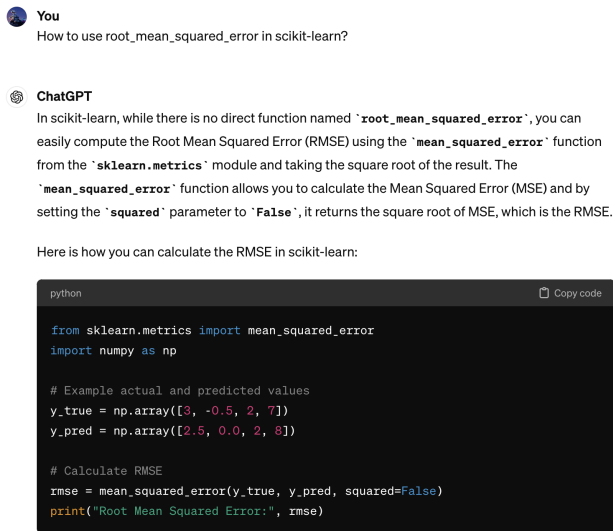 You
How to use root_mean_squared_error in scikit-learn?
ChatGPT
In scikit-learn, while there is no direct function named `root_mean_squared_error`, you can
easily compute the Root Mean Squared Error (RMSE) using the `mean_squared_error` function
from the `sklearn.metrics` module and taking the square root of the result. The
`mean_squared_error` function allows you to calculate the Mean Squared Error (MSE) and by
setting the `squared` parameter to `False`, it returns the square root of MSE, which is the RMSE.
Here is how you can calculate the RMSE in scikit-learn:
python Copy code
from sklearn.metrics import mean_squared_error
import numpy as np
# Example actual and predicted values
y_true = np.array([3, -0.5, 2, 7])
y_pred = np.array([2.5, 0.0, 2, 8])
# Calculate RMSE
rmse = mean_squared_error(y_true, y_pred, squared=False)
print("Root Mean Squared Error:", rmse)